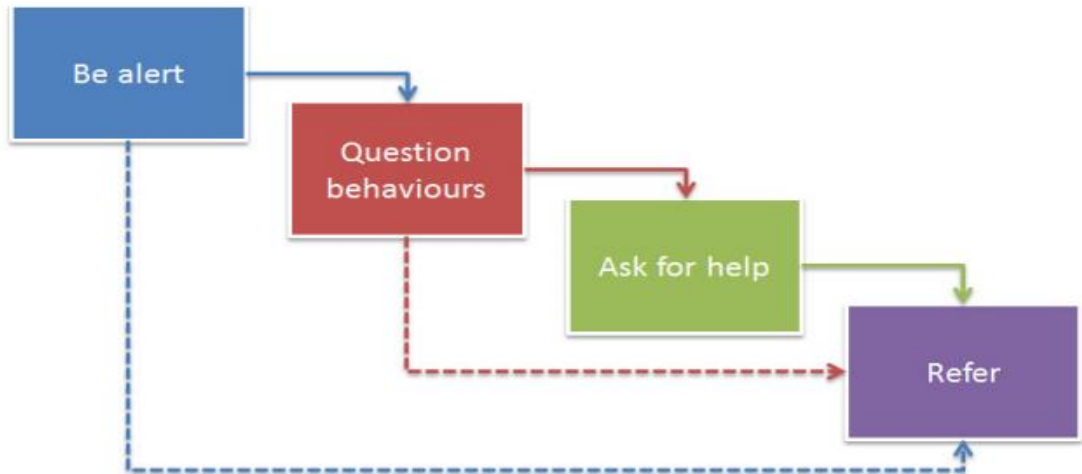 Be alert
Question
behaviours
Ask for help
Refer